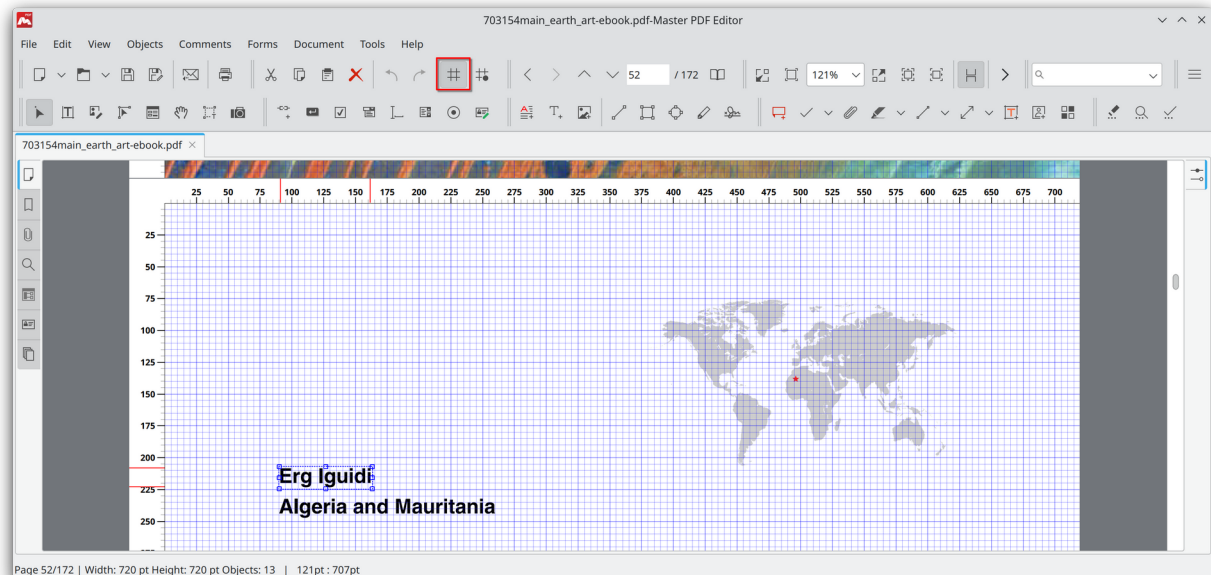 703154main_earth_art-ebook.pdf-Master PDF Editor
File Edit View Objects Comments Forms Document Tools Help
52 / 172 121%
703154main_earth_art-ebook.pdf
25 50 75 100 125 150 175 200 225 250 275 300 325 350 375 400 425 450 475 500 525 550 575 600 625 650 675 700
25
50
75
100
125
150
175
200
Erg Iguidi
225
Algeria and Mauritania
250
Page 52/172 | Width: 720 pt Height: 720 pt Objects: 13 | 121pt : 707pt